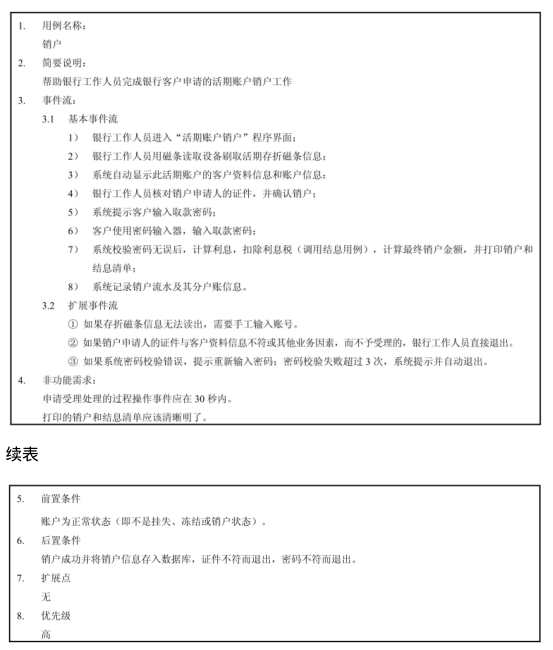 1. 用例名称：
销户
2. 简要说明：
帮助银行工作人员完成银行客户申请的活期账户销户工作
3. 事件流：
3.1 基本事件流
1） 银行工作人员进入“活期账户销户”程序界面；
2） 银行工作人员用磁条读取设备刷取活期存折磁条信息；
3） 系统自动显示此活期账户的客户资料信息和账户信息；
4） 银行工作人员核对销户申请人的证件，并确认销户；
5） 系统提示客户输入取款密码；
6） 客户使用密码输入器，输入取款密码；
7） 系统校验密码无误后，计算利息，扣除利息税（调用结息用例），计算最终销户金额，并打印销户和
结息清单；
8） 系统记录销户流水及其分户账信息。
3.2 扩展事件流
① 如果存折磁条信息无法读出，需要手工输入账号。
② 如果销户申请人的证件与客户资料信息不符或其他业务因素，而不予受理的，银行工作人员直接退出。
③ 如果系统密码校验错误，提示重新输入密码；密码校验失败超过 3 次，系统提示并自动退出。
4. 非功能需求：
申请受理处理的过程操作事件应在 30 秒内。
打印的销户和结息清单应该清晰明了。
续表
5. 前置条件
账户为正常状态（即不是挂失、冻结或销户状态）。
6. 后置条件
销户成功并将销户信息存入数据库，证件不符而退出，密码不符而退出。
7. 扩展点
无
8. 优先级
高